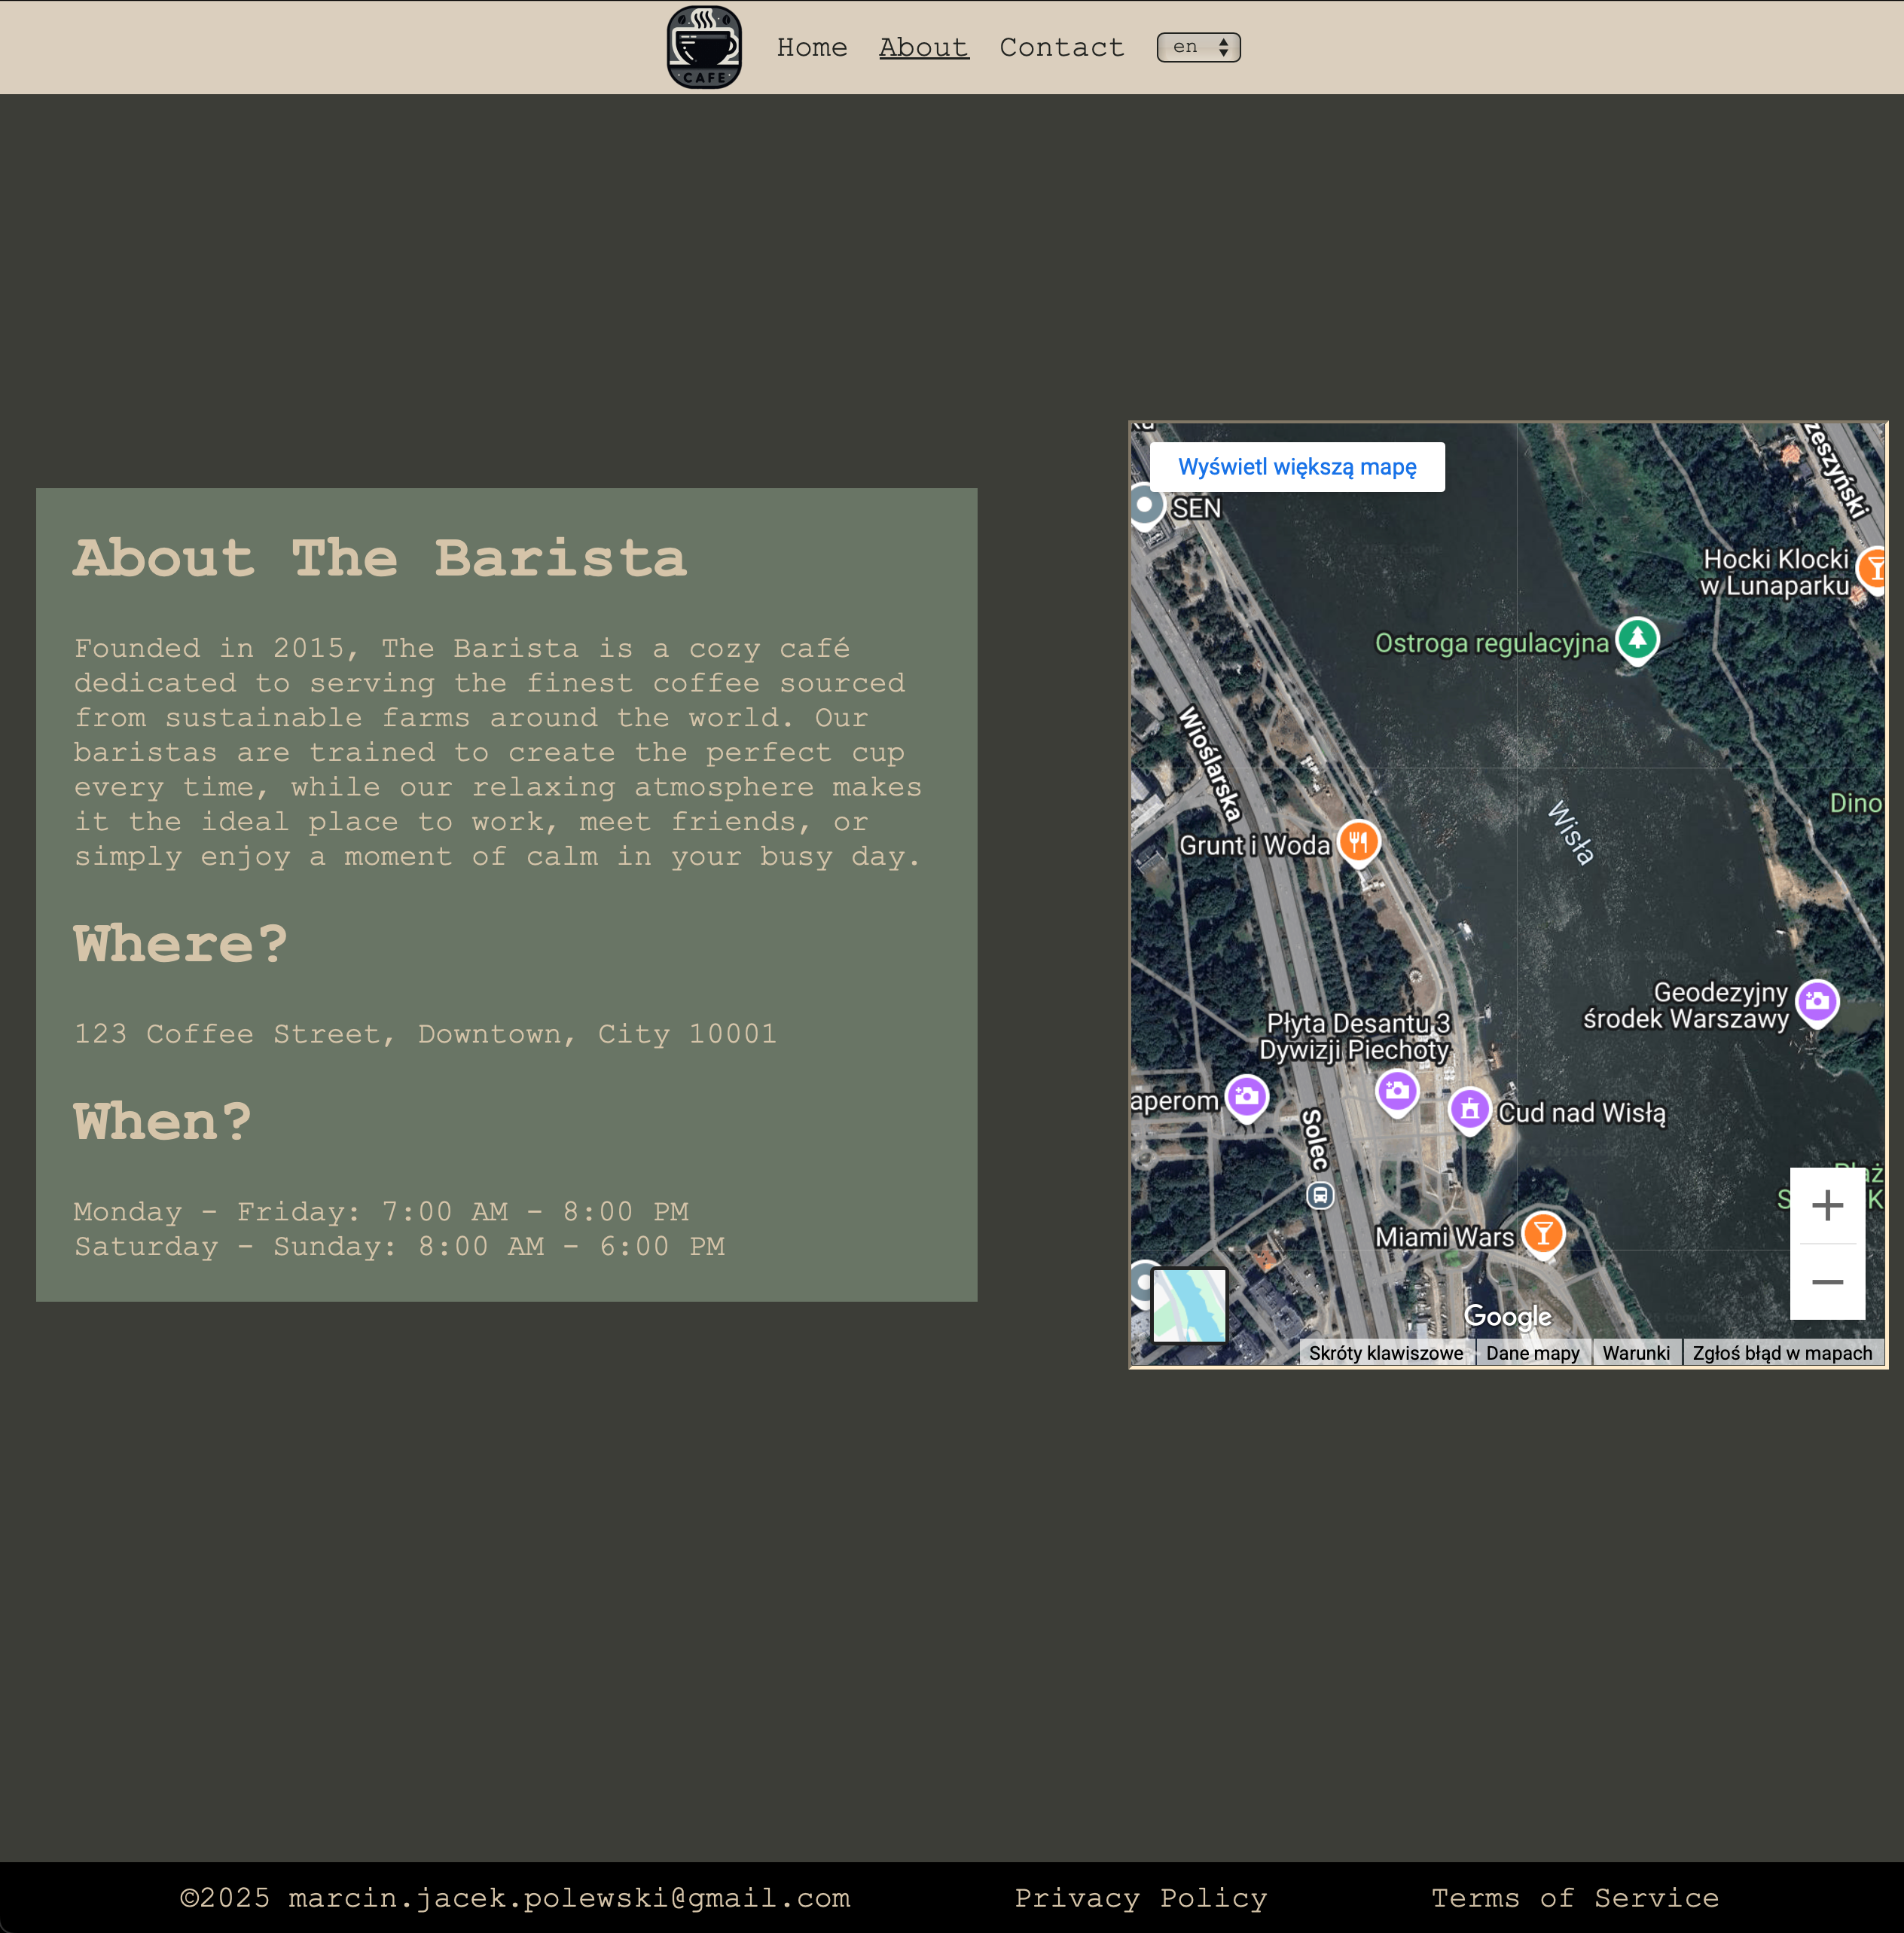 CAFE
Home About Contact en
About The Barista
Founded in 2015, The Barista is a cozy café
dedicated to serving the finest coffee sourced
from sustainable farms around the world. Our
baristas are trained to create the perfect cup
every time, while our relaxing atmosphere makes
it the ideal place to work, meet friends, or
simply enjoy a moment of calm in your busy day.
Where?
123 Coffee Street, Downtown, City 10001
When?
Monday - Friday: 7:00 AM - 8:00 PM
Saturday - Sunday: 8:00 AM - 6:00 PM
Wyświetl większą mapę
SEN
zeszyński
Hocki Klocki
w Lunaparku
Ostroga regulacyjna
Wioślarska
Dino
Wisła
Grunt i Woda
Geodezyjny
środek Warszawy
Płyta Desantu 3
Dywizji Piechoty
aperom
Cud nad Wisłą
Solec
Miami Wars
Google
Skróty klawiszowe Dane mapy Warunki Zgłoś błąd w mapach
©2025 marcin.jacek.polewski@gmail.com Privacy Policy Terms of Service